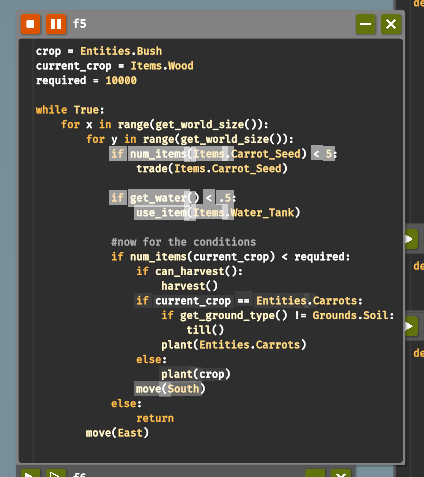 f5
de
crop = Entities.Bush
current_crop = Items.Wood
required = 10000

while True:
    for x in range(get_world_size()):
        for y in range(get_world_size()):
            if num_items(Items.Carrot_Seed) < 5:
                trade(Items.Carrot_Seed)

            if get_water() < .5:
                use_item(Items.Water_Tank)

            #now for the conditions
            if num_items(current_crop) < required:
                if can_harvest():
                    harvest()
                if current_crop == Entities.Carrots:
                    if get_ground_type() != Grounds.Soil:
                        till()
                    plant(Entities.Carrots)
                else:
                    plant(crop)
                move(South)
            else:
                return
        move(East)
de
de
f6